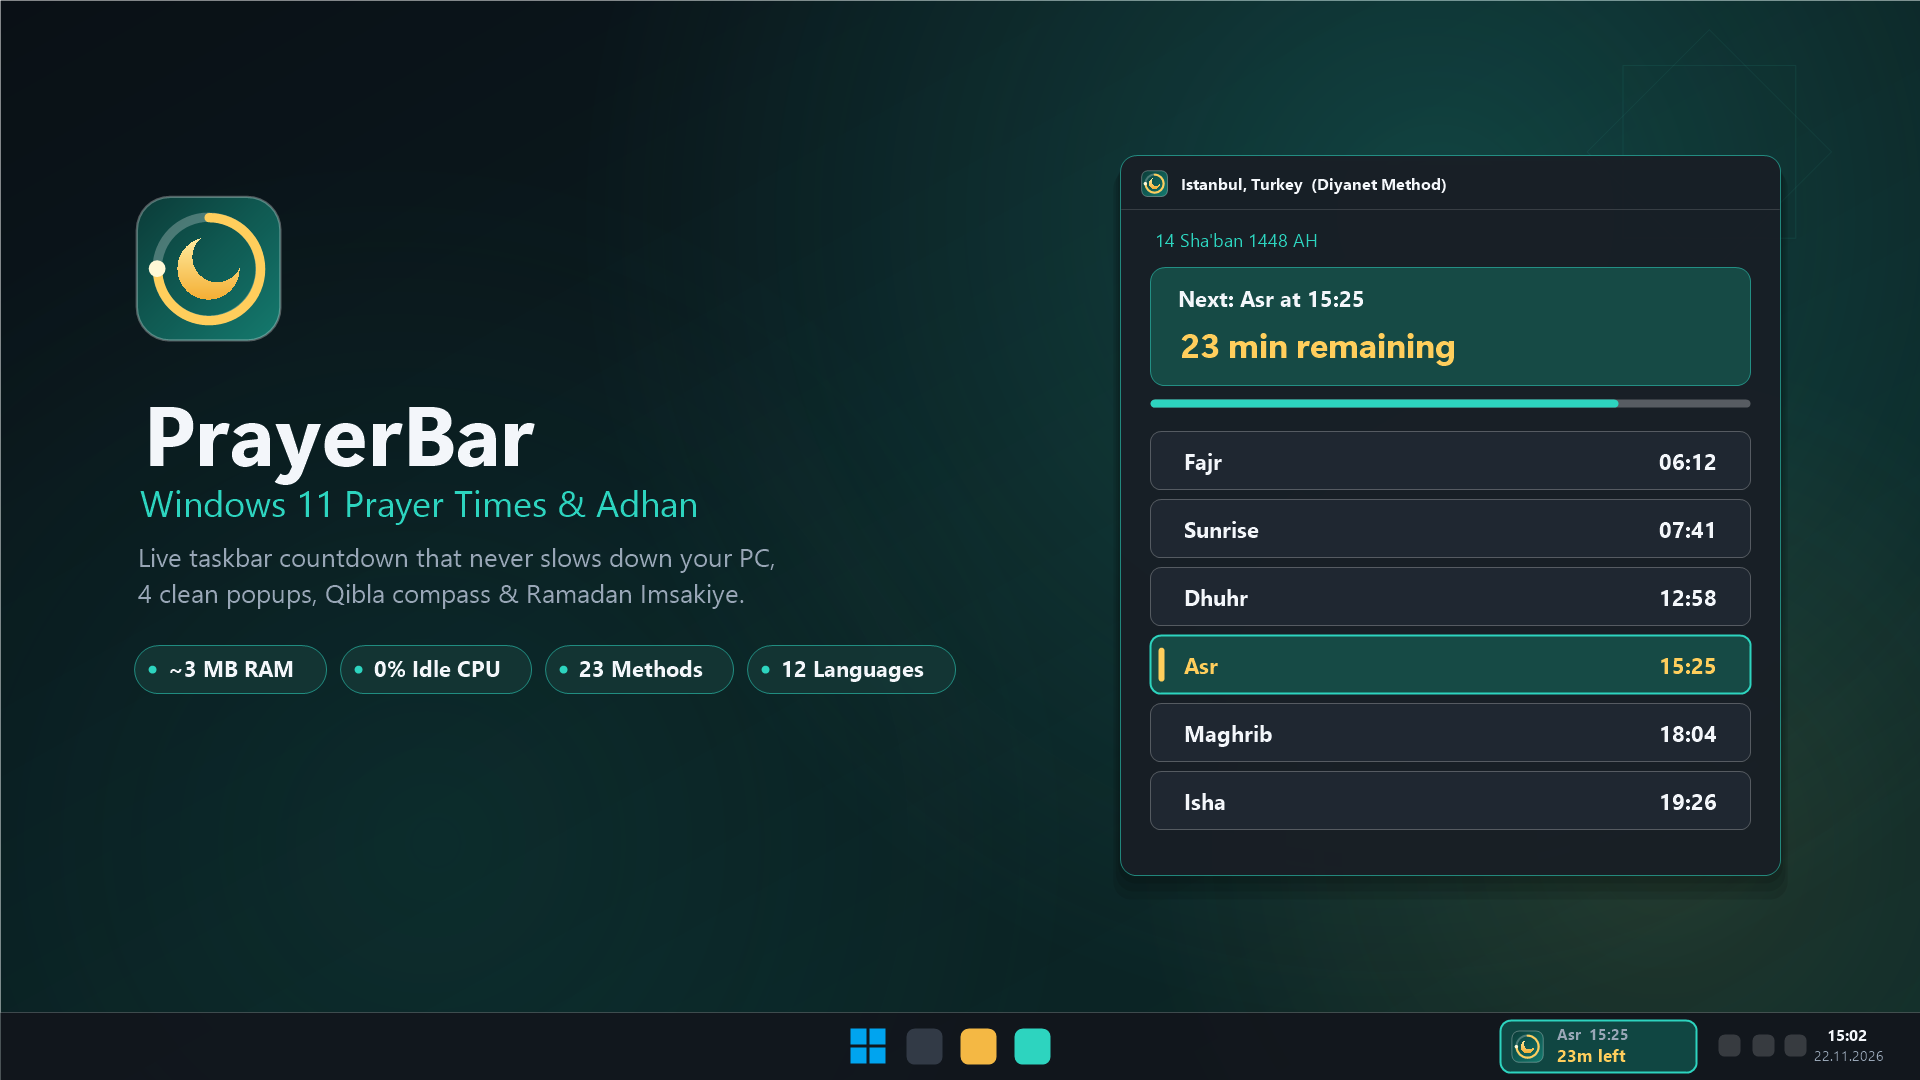 PrayerBar
Windows 11 Prayer Times & Adhan
Live taskbar countdown that never slows down your PC,
4 clean popups, Qibla compass & Ramadan Imsakiye.
~3 MB RAM
0% Idle CPU
23 Methods
12 Languages
Istanbul, Turkey (Diyanet Method)
14 Sha'ban 1448 AH
Next: Asr at 15:25
23 min remaining
Fajr 06:12
Sunrise 07:41
Dhuhr 12:58
Asr 15:25
Maghrib 18:04
Isha 19:26
Asr 15:25
23m left
15:02
22.11.2026